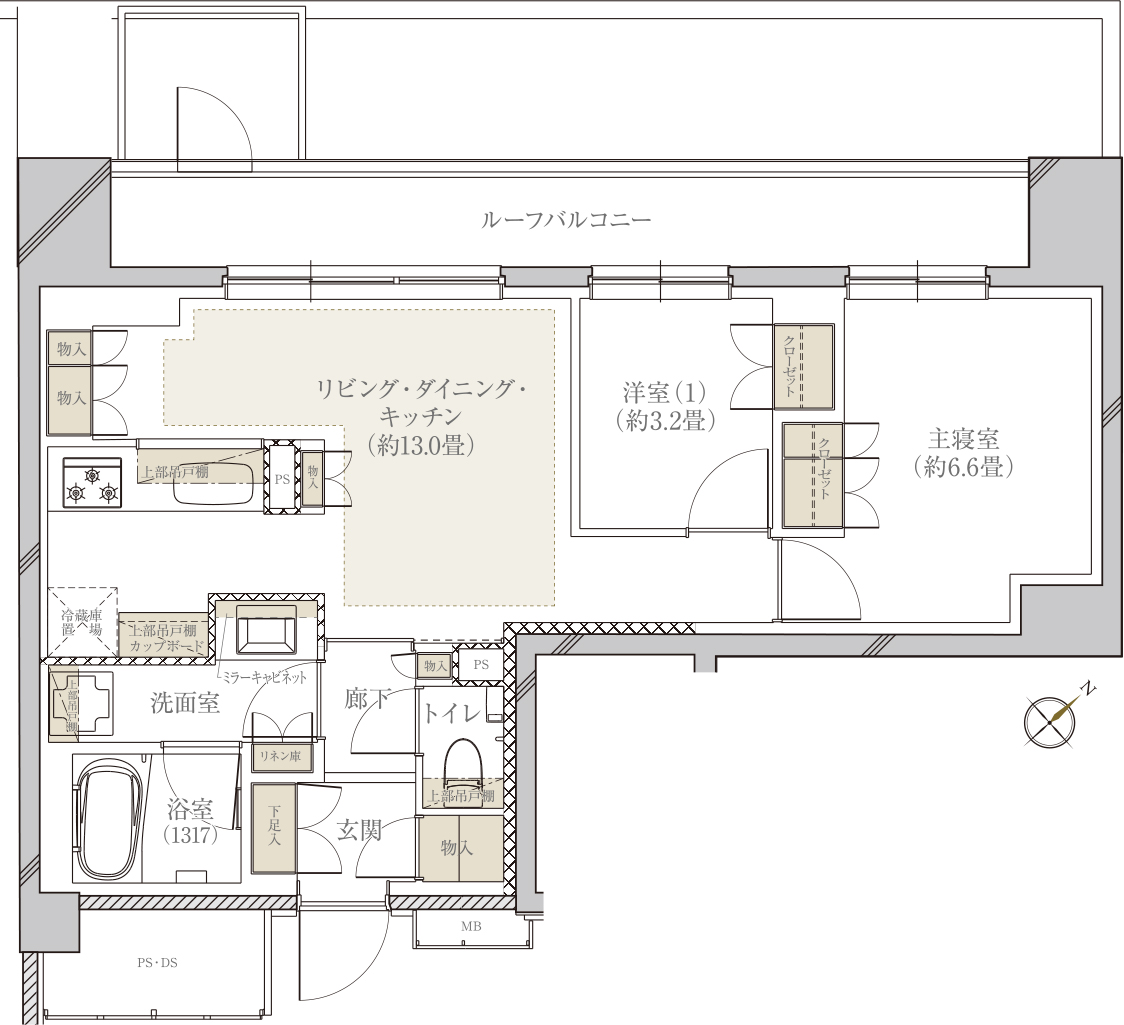 ルーフバルコニー
物入
物入
リビング・ダイニング・
キッチン
(約13.0畳)
洋室(1)
(約3.2畳)
クローゼット
クローゼット
主寝室
(約6.6畳)
上部吊戸棚
PS
物入
冷蔵庫
置場
上部吊戸棚
カップボード
ミラーキャビネット
上部吊戸棚
洗面室
廊下
物入
PS
トイレ
リネン庫
上部吊戸棚
浴室
(1317)
下足入
玄関
物入
MB
PS・DS
N